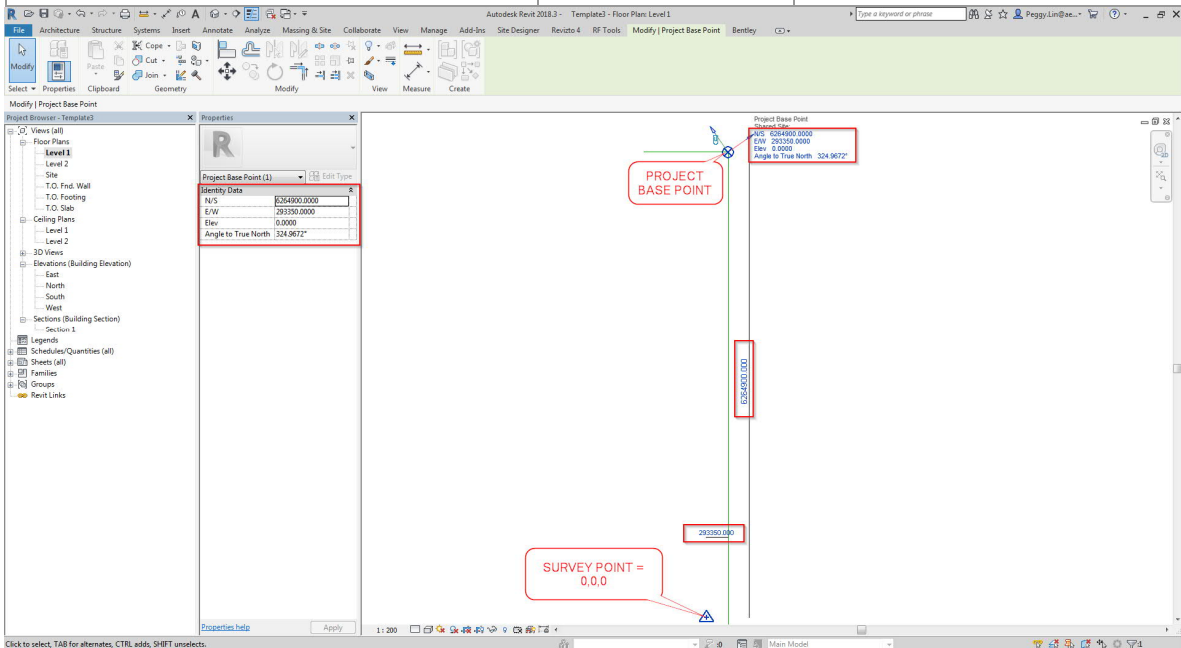 Autodesk Revit 2018.3 - Template3 - Floor Plan: Level 1
Type a keyword or phrase
Peggy.Lin@ae...
File Architecture Structure Systems Insert Annotate Analyze Massing & Site Collaborate View Manage Add-Ins Site Designer Revizto 4 RF Tools Modify | Project Base Point Bentley
Modify
Paste
Cope
Cut
Join
Select Properties Clipboard Geometry Modify View Measure Create
Modify | Project Base Point
Project Browser - Template3
Views (all)
Floor Plans
Level 1
Level 2
Site
T.O. Fnd. Wall
T.O. Footing
T.O. Slab
Ceiling Plans
Level 1
Level 2
3D Views
Elevations (Building Elevation)
East
North
South
West
Sections (Building Section)
Section 1
Legends
Schedules/Quantities (all)
Sheets (all)
Families
Groups
Revit Links
Properties
R
Project Base Point (1) Edit Type
Identity Data
N/S 6264900.0000
E/W 293350.0000
Elev 0.0000
Angle to True North 324.9672°
Properties help Apply
Project Base Point
Shared Site:
N/S 6264900.0000
E/W 293350.0000
Elev 0.0000
Angle to True North 324.9672°
PROJECT
BASE POINT
6264900.000
293350.000
SURVEY POINT =
0,0,0
1 : 200
Click to select, TAB for alternates, CTRL adds, SHIFT unselects.
:0 Main Model
:1